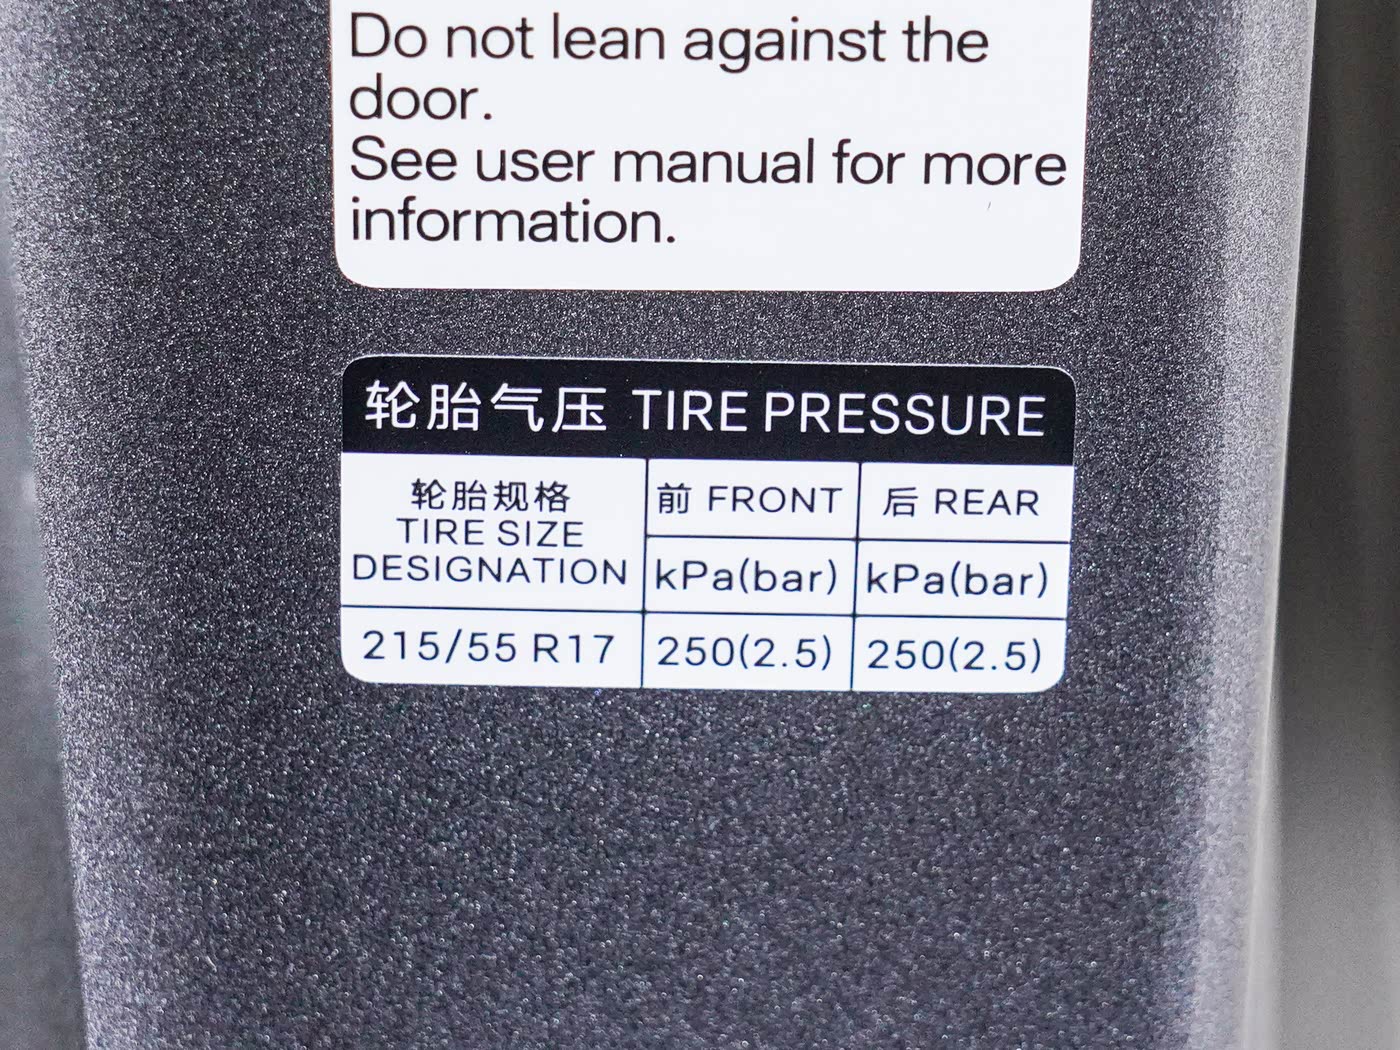 Do not lean against the
door.
See user manual for more
information.
轮胎气压 TIRE PRESSURE
轮胎规格
TIRE SIZE
DESIGNATION
前 FRONT
后 REAR
kPa(bar)
kPa(bar)
215/55 R17
250(2.5)
250(2.5)